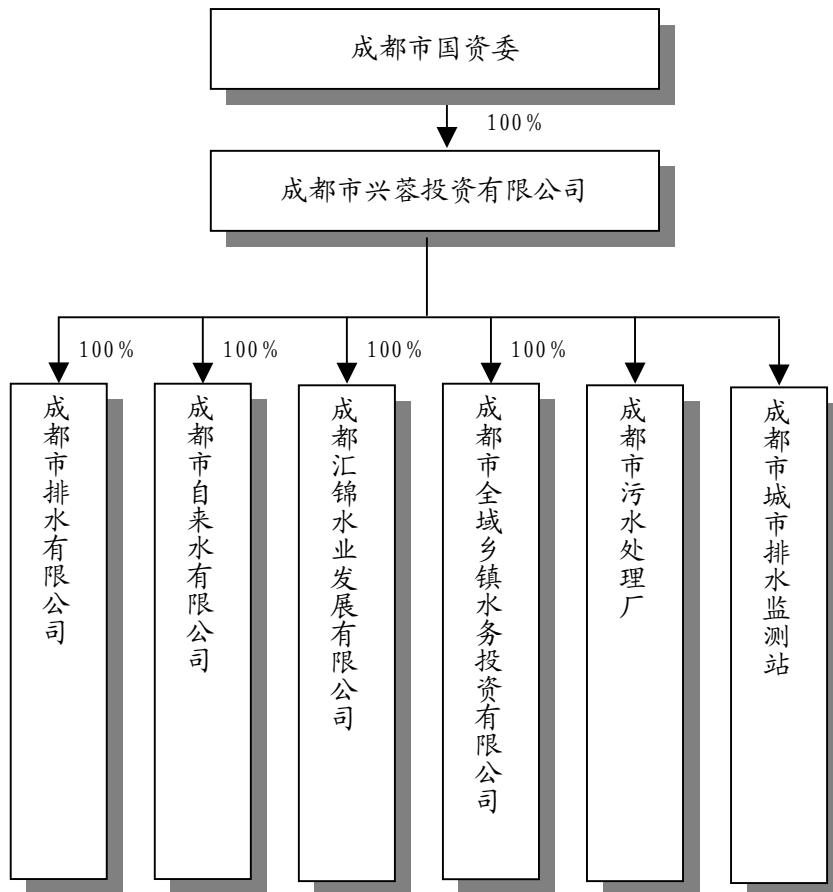 成都市国资委
100%
成都市兴蓉投资有限公司
100%
100%
100%
100%
成都市排水有限公司
成都市自来水有限公司
成都汇锦水业发展有限公司
成都市全域乡镇水务投资有限公司
成都市污水处理厂
成都市城市排水监测站